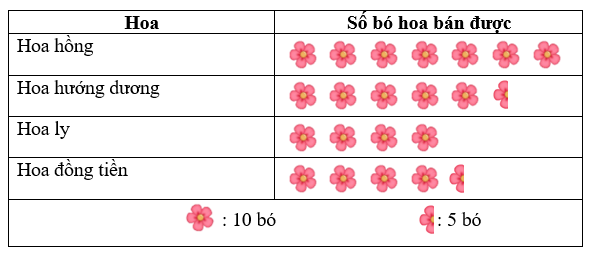 Hoa Số bó hoa bán được
Hoa hồng
Hoa hướng dương
Hoa ly
Hoa đồng tiền
: 10 bó : 5 bó